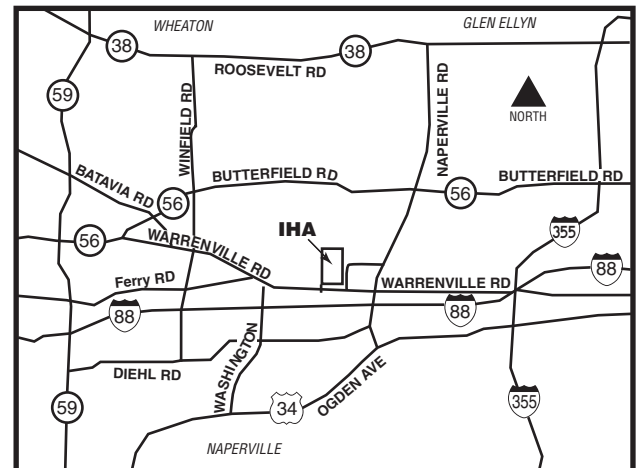 WHEATON
GLEN ELLYN
38
38
ROOSEVELT RD
59
WINFIELD RD
NAPERVILLE RD
NORTH
BATAVIA RD
BUTTERFIELD RD
BUTTERFIELD RD
56
56
56
WARRENVILLE RD
IHA
355
88
Ferry RD
WARRENVILLE RD
88
88
DIEHL RD
WASHINGTON
OGDEN AVE
34
355
59
NAPERVILLE